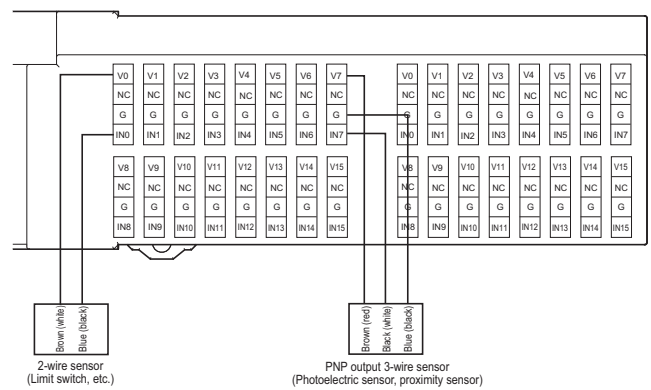 V0 V1 V2 V3 V4 V5 V6 V7 V0 V1 V2 V3 V4 V5 V6 V7
NC NC NC NC NC NC NC NC NC NC NC NC NC NC NC NC
G G G G G G G G G G G G G G G G
IN0 IN1 IN2 IN3 IN4 IN5 IN6 IN7 IN0 IN1 IN2 IN3 IN4 IN5 IN6 IN7
V8 V9 V10 V11 V12 V13 V14 V15 V8 V9 V10 V11 V12 V13 V14 V15
NC NC NC NC NC NC NC NC NC NC NC NC NC NC NC NC
G G G G G G G G G G G G G G G G
IN8 IN9 IN10 IN11 IN12 IN13 IN14 IN15 IN8 IN9 IN10 IN11 IN12 IN13 IN14 IN15
Brown (white)
Blue (black)
2-wire sensor
(Limit switch, etc.)
Brown (red)
Black (white)
Blue (black)
PNP output 3-wire sensor
(Photoelectric sensor, proximity sensor)